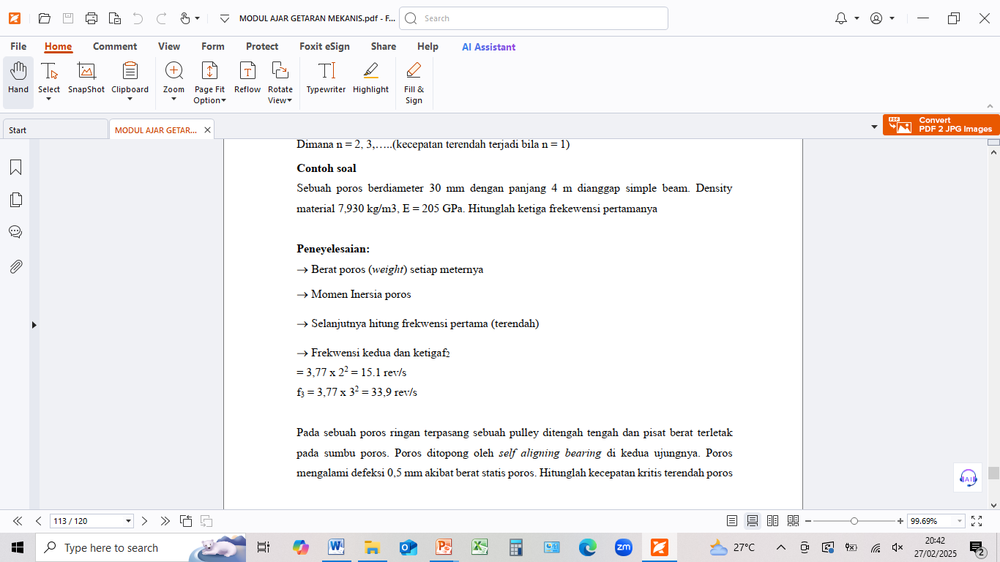 MODUL AJAR GETARAN MEKANIS.pdf - F...
Search
File Home Comment View Form Protect Foxit eSign Share Help AI Assistant
Hand Select SnapShot Clipboard Zoom Page Fit Option Reflow Rotate View Typewriter Highlight Fill & Sign
Start
MODUL AJAR GETAR...
PDF
Convert
PDF 2 JPG Images
Dimana n = 2, 3,…..(kecepatan terendah terjadi bila n = 1)
Contoh soal
Sebuah poros berdiameter 30 mm dengan panjang 4 m dianggap simple beam. Density
material 7,930 kg/m3, E = 205 GPa. Hitunglah ketiga frekewensi pertamanya
Peneyelesaian:
→ Berat poros (weight) setiap meternya
→ Momen Inersia poros
→ Selanjutnya hitung frekwensi pertama (terendah)
→ Frekwensi kedua dan ketigaf₂
= 3,77 x 2² = 15.1 rev/s
f₃ = 3,77 x 3² = 33,9 rev/s
Pada sebuah poros ringan terpasang sebuah pulley ditengah tengah dan pisat berat terletak
pada sumbu poros. Poros ditopong oleh self aligning bearing di kedua ujungnya. Poros
mengalami defeksi 0,5 mm akibat berat statis poros. Hitunglah kecepatan kritis terendah poros
AI
113 / 120
99.69%
Type here to search
zm
27°C
20:42
27/02/2025
2